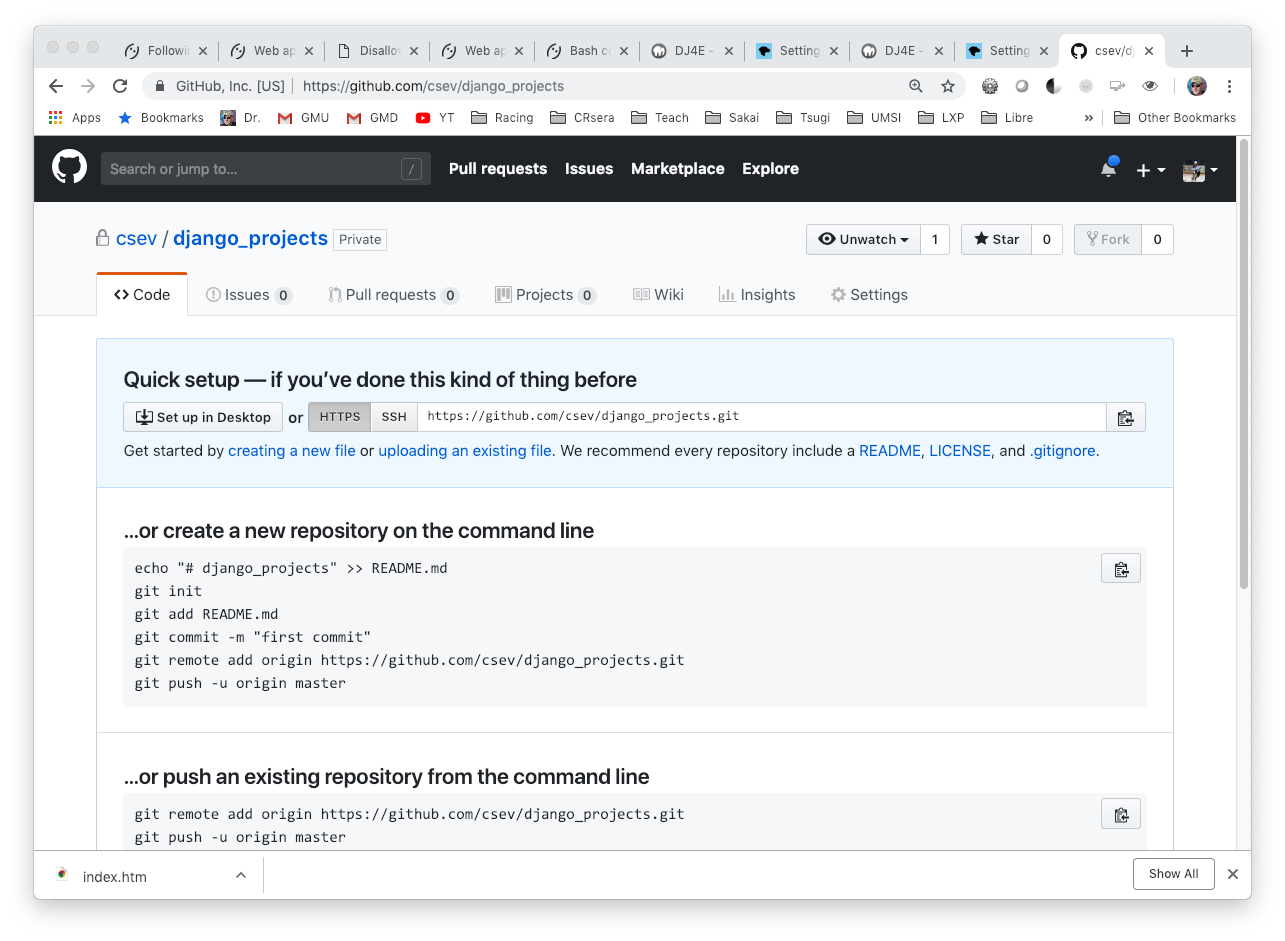 Followin Web ap Disallow Web ap Bash co DJ4E - Setting DJ4E - Setting csev/dj
GitHub, Inc. [US] https://github.com/csev/django_projects
Apps Bookmarks Dr. GMU GMD YT Racing CRsera Teach Sakai Tsugi UMSI LXP Libre » Other Bookmarks
Search or jump to... / Pull requests Issues Marketplace Explore
csev / django_projects Private Unwatch 1 Star 0 Fork 0
Code Issues 0 Pull requests 0 Projects 0 Wiki Insights Settings
Quick setup — if you’ve done this kind of thing before
Set up in Desktop or HTTPS SSH https://github.com/csev/django_projects.git
Get started by creating a new file or uploading an existing file. We recommend every repository include a README, LICENSE, and .gitignore.
…or create a new repository on the command line
echo "# django_projects" >> README.md
git init
git add README.md
git commit -m "first commit"
git remote add origin https://github.com/csev/django_projects.git
git push -u origin master
…or push an existing repository from the command line
git remote add origin https://github.com/csev/django_projects.git
git push -u origin master
index.htm Show All